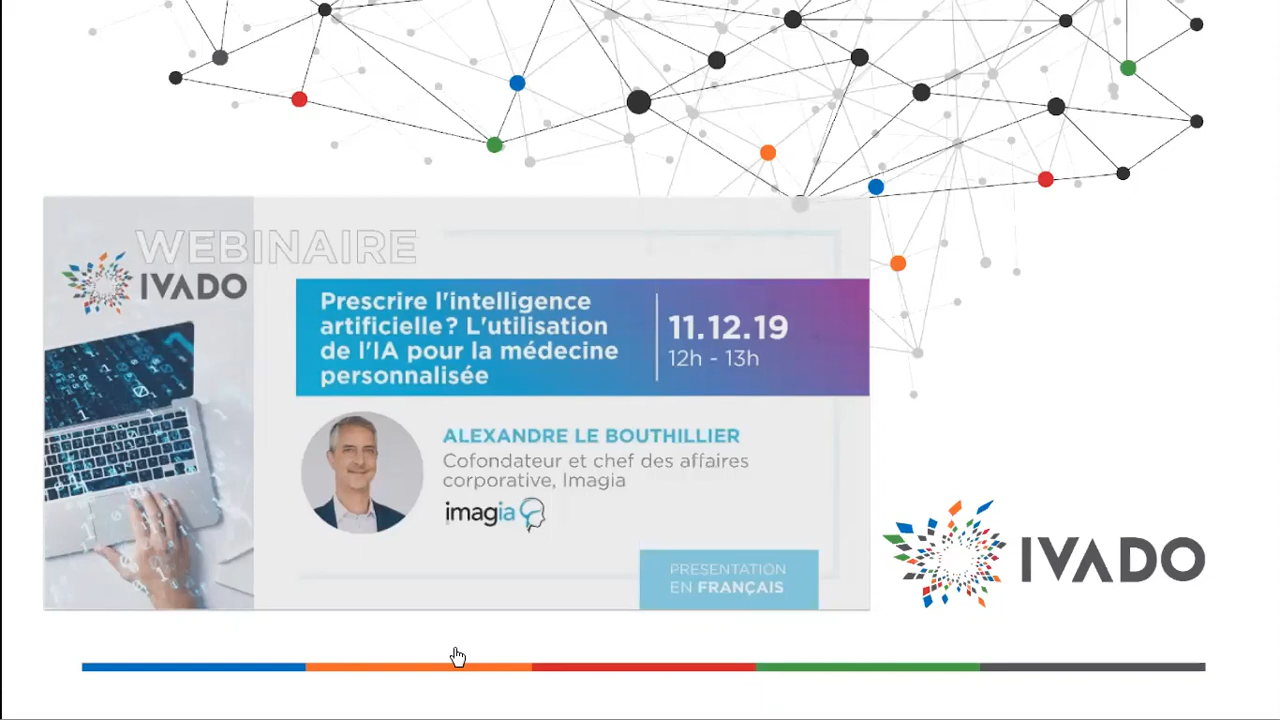 WEBINAIRE
IVADO
Prescrire l'intelligence
artificielle? L'utilisation
de l'IA pour la médecine
personnalisée
11.12.19
12h - 13h
ALEXANDRE LE BOUTHILLIER
Cofondateur et chef des affaires
corporative, Imagia
imagia
PRESENTATION
EN FRANÇAIS
IVADO